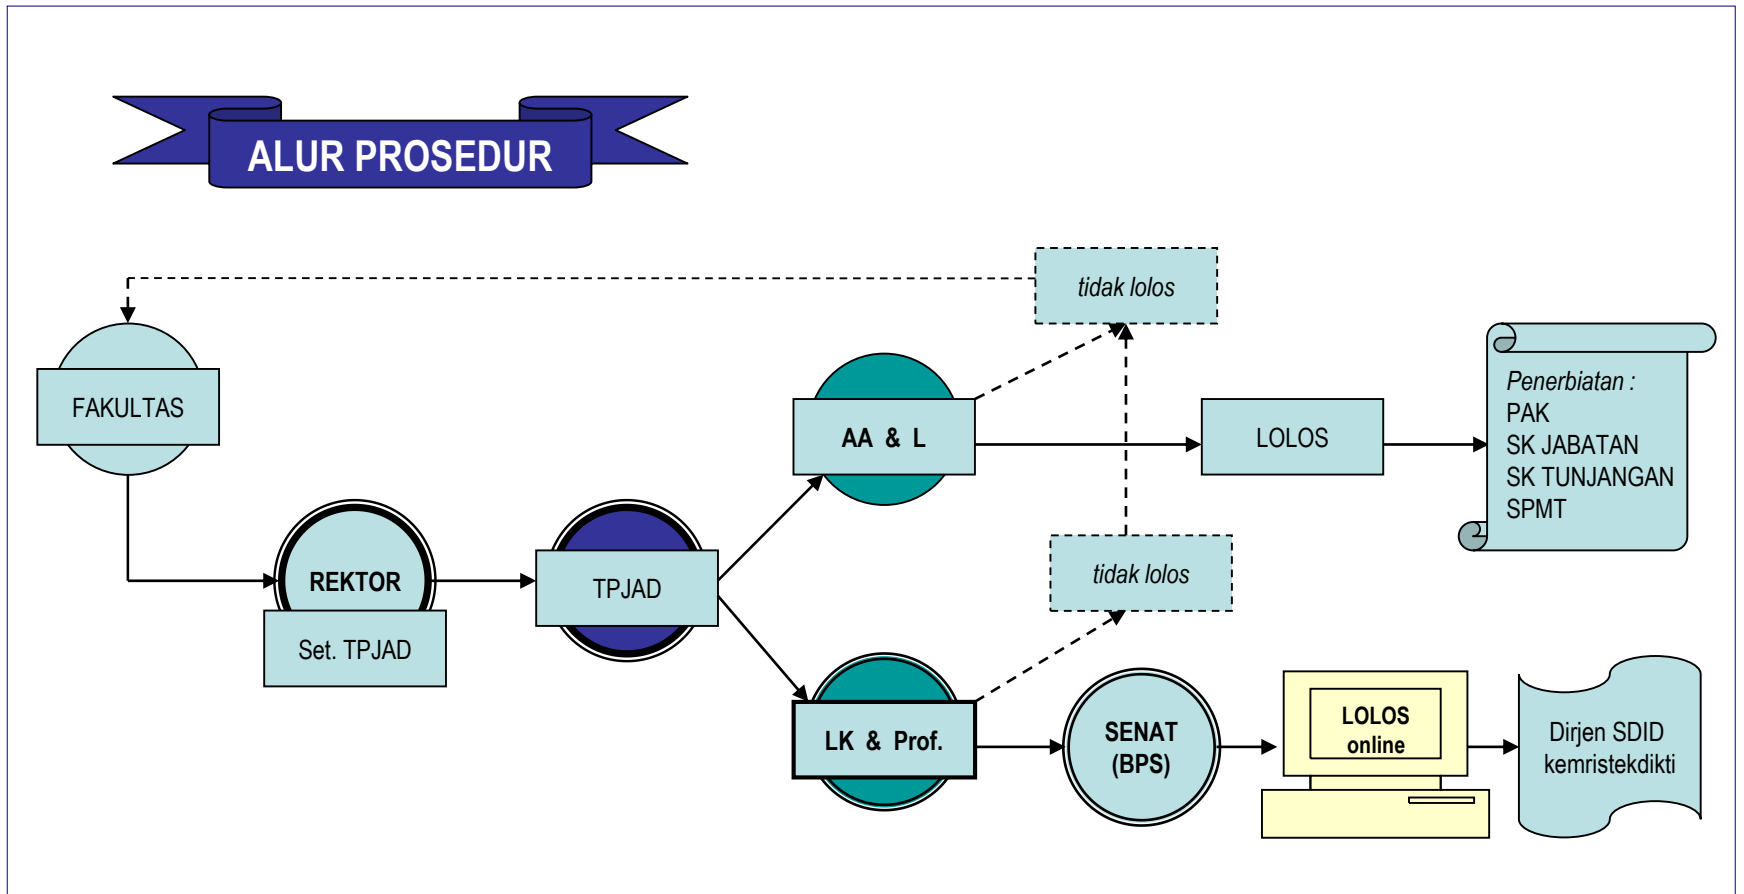 ALUR PROSEDUR
tidak lolos
FAKULTAS
AA & L
LOLOS
Penerbiatan :
PAK
SK JABATAN
SK TUNJANGAN
SPMT
REKTOR
Set. TPJAD
TPJAD
tidak lolos
LK & Prof.
SENAT
(BPS)
LOLOS
online
Dirjen SDID
kemristekdikti